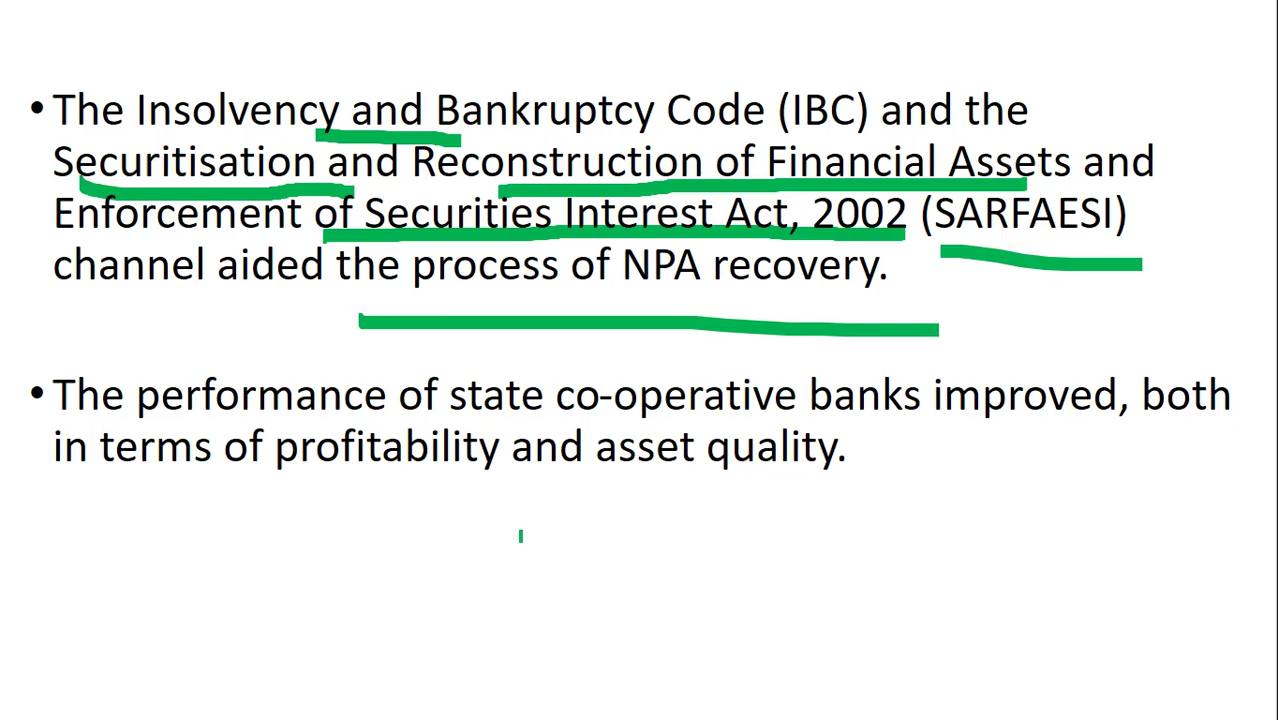 • The Insolvency and Bankruptcy Code (IBC) and the
Securitisation and Reconstruction of Financial Assets and
Enforcement of Securities Interest Act, 2002 (SARFAESI)
channel aided the process of NPA recovery.
• The performance of state co-operative banks improved, both
in terms of profitability and asset quality.